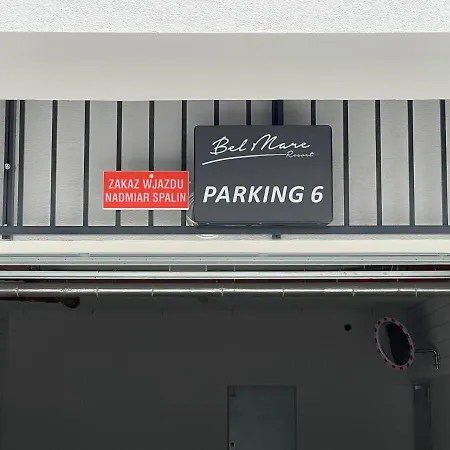 Bel Mare
Resort
ZAKAZ WJAZDU
NADMIAR SPALIN
PARKING 6